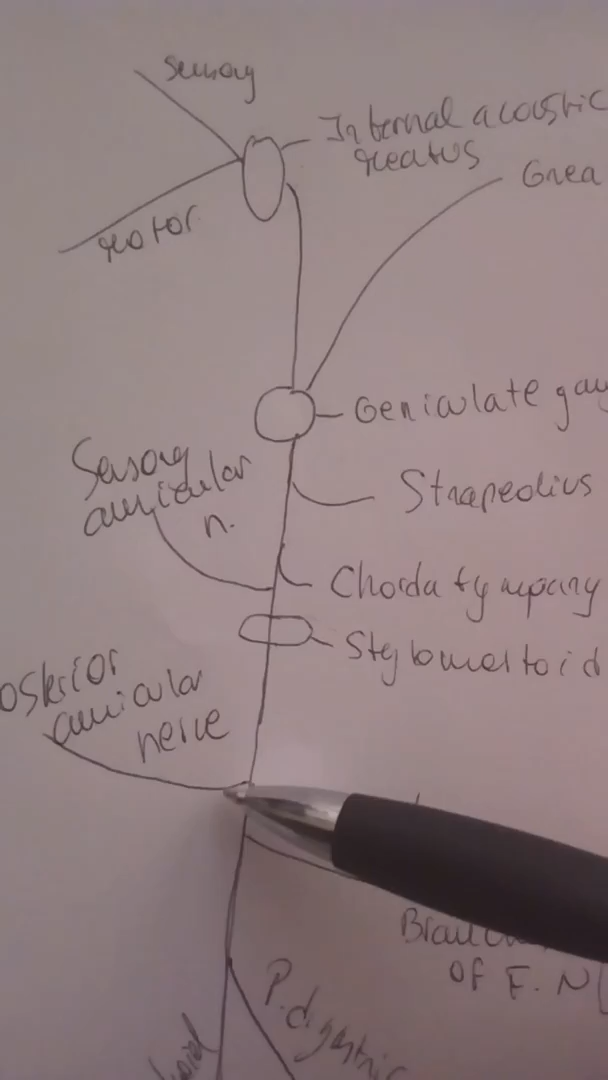 Sensory
Internal acoustic
meatus
Grea
motor
Geniculate gan
Sensory
auricular
n.
Strapedius
Chorda tympany
Stylomastoid
osterior
auricular
nerve
Branc
of F.N
P.digastric